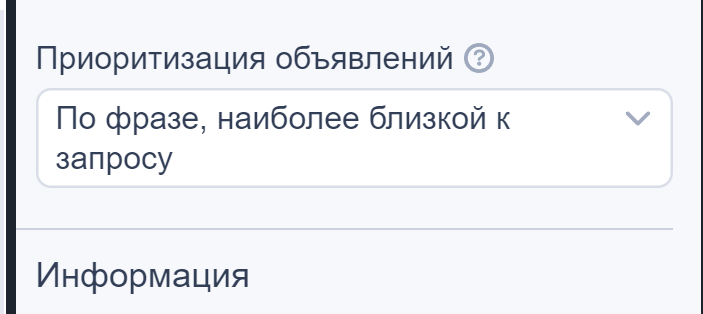 Приоритизация объявлений ?
По фразе, наиболее близкой к
запросу
Информация